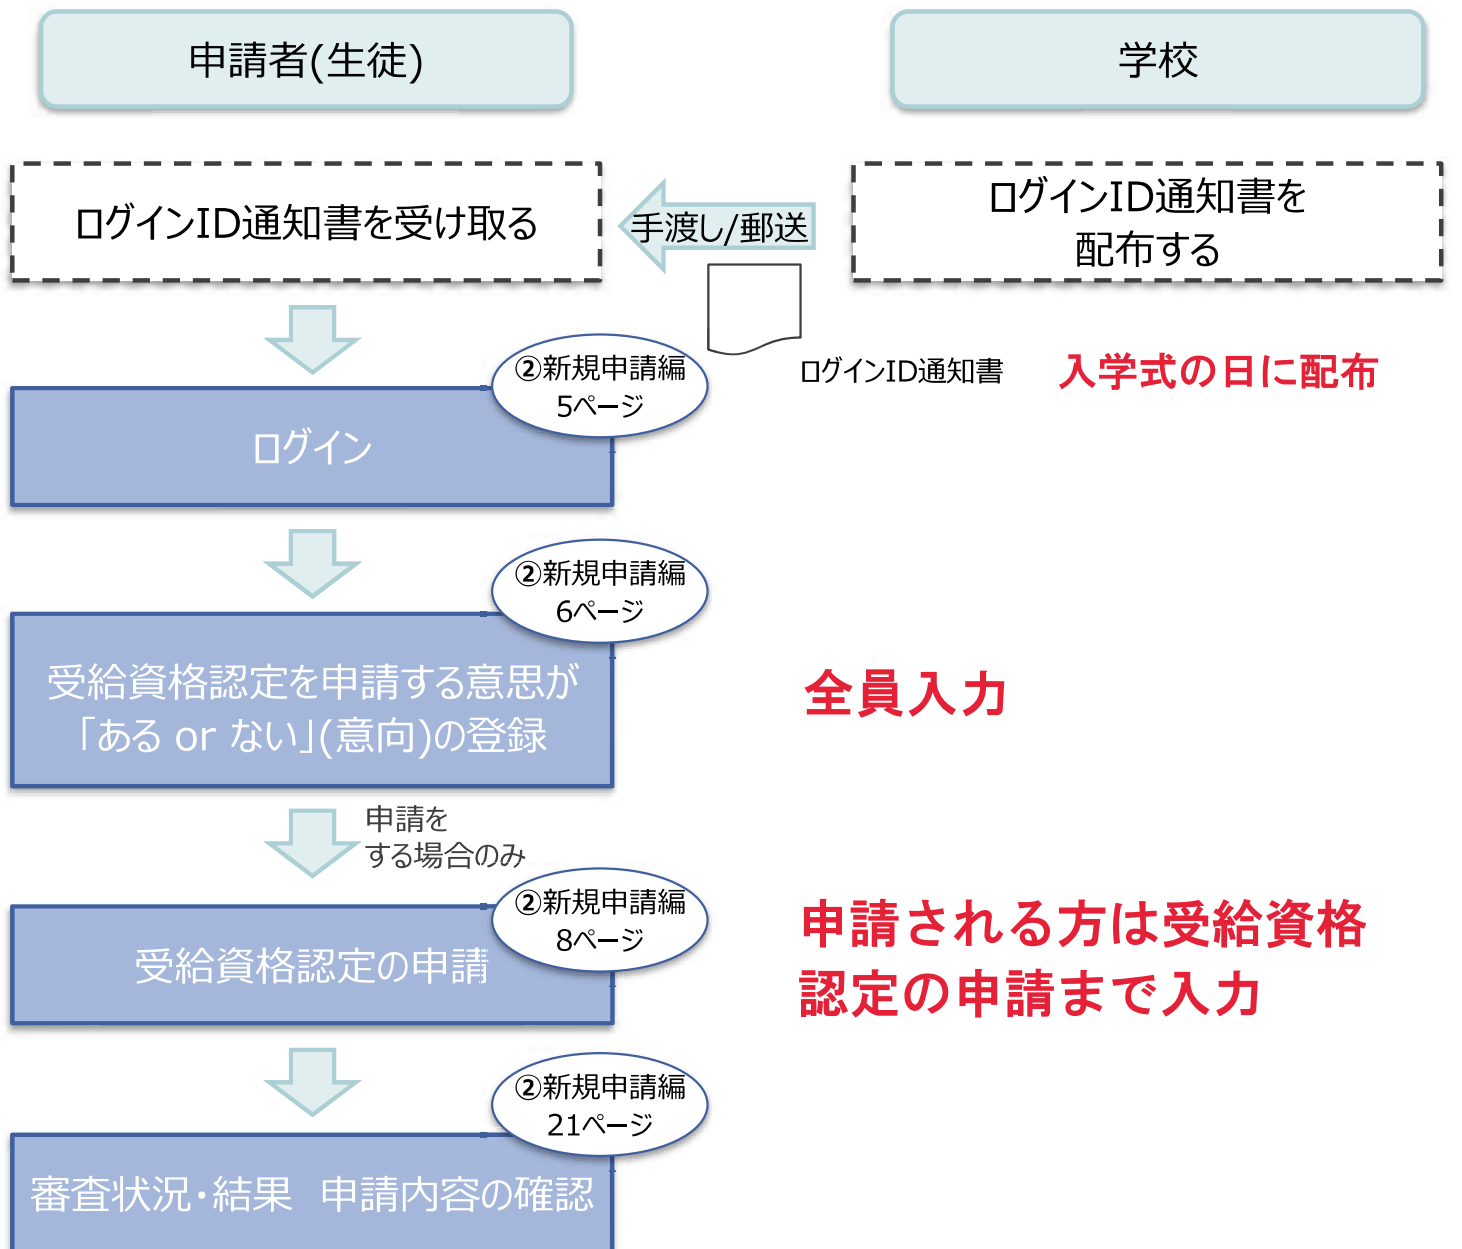 申請者(生徒)
学校
ログインID通知書を受け取る
手渡し/郵送
ログインID通知書を
配布する
ログインID通知書
入学式の日に配布
②新規申請編
5ページ
ログイン
②新規申請編
6ページ
受給資格認定を申請する意思が
「ある or ない」(意向)の登録
全員入力
申請を
する場合のみ
②新規申請編
8ページ
受給資格認定の申請
申請される方は受給資格
認定の申請まで入力
②新規申請編
21ページ
審査状況・結果　申請内容の確認